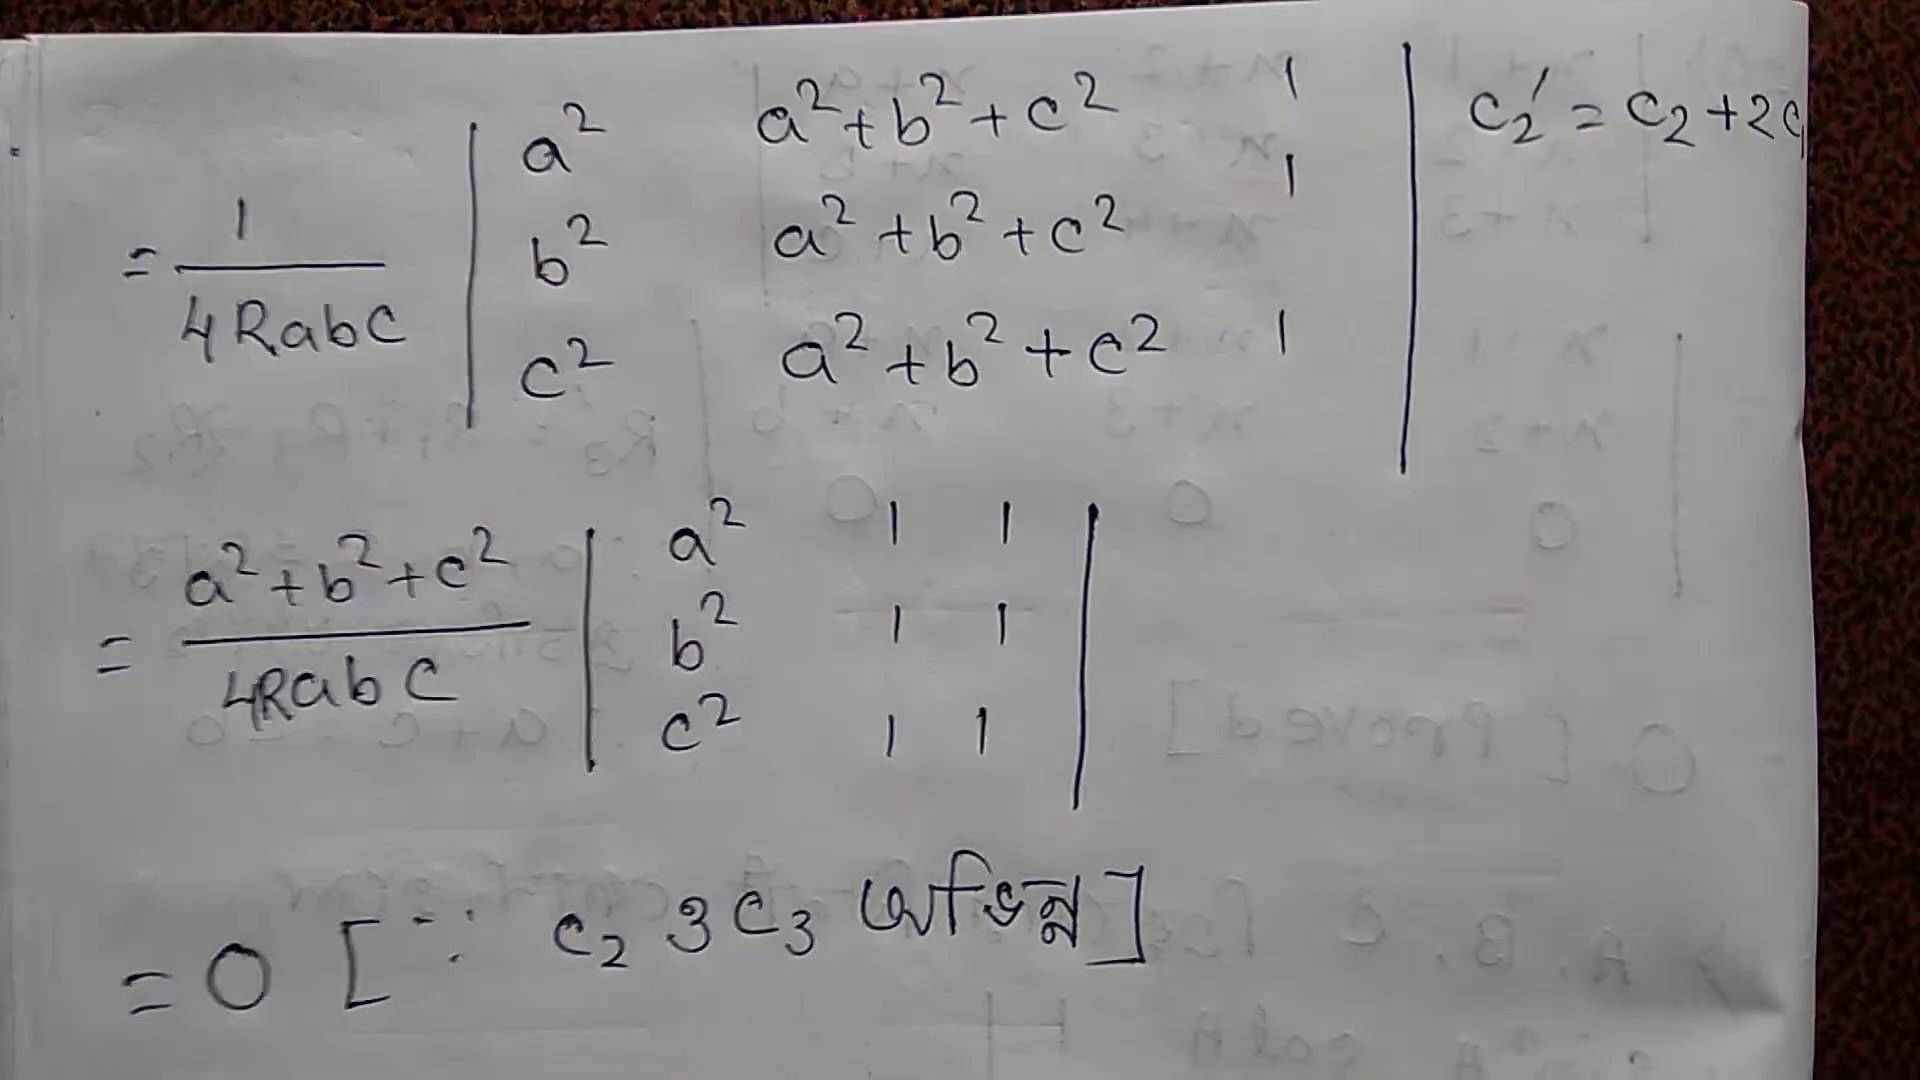 = 1/4Rabc | a² a²+b²+c² 1 | c₂′ = c₂+2c₁
| b² a²+b²+c² 1 |
| c² a²+b²+c² 1 |
= a²+b²+c²/4Rabc | a² 1 1 |
| b² 1 1 |
| c² 1 1 |
= 0 [∵ c₂ ও c₃ অভিন্ন]